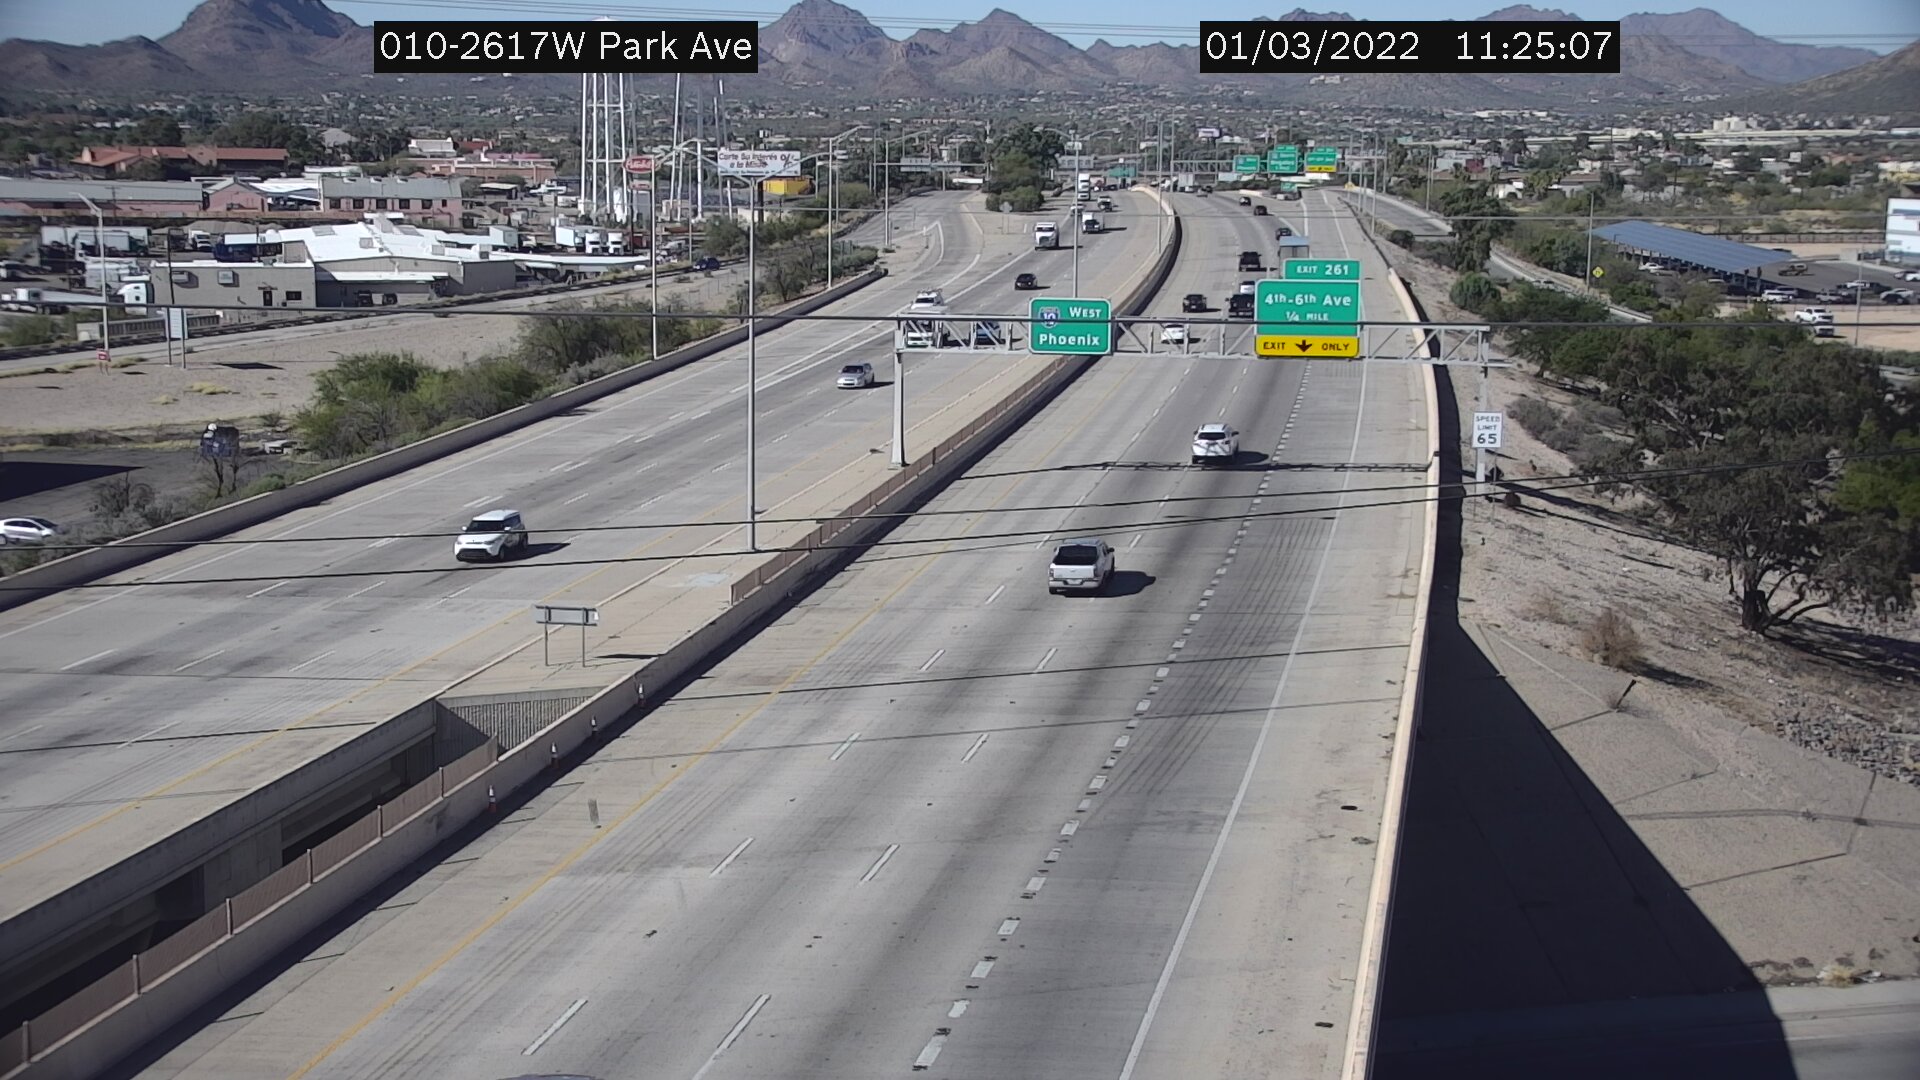 010-2617W Park Ave
01/03/2022 11:25:07
EXIT 261
4th-6th Ave
1/4 MILE
EXIT ONLY
WEST
10
Phoenix
SPEED
LIMIT
65